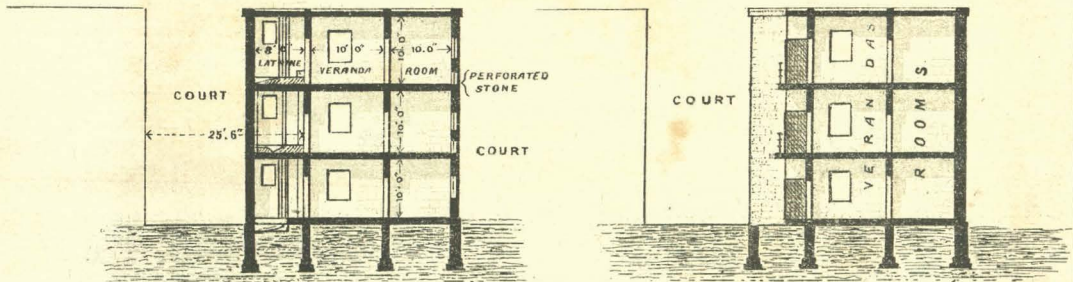 8' 0" 10' 0" 10.0"
LATRINE VERANDA ROOM
10'.0"
PERFORATED
STONE
COURT
25'.6"
10'.0"
COURT
10'.0"
COURT
VERANDAS
ROOMS